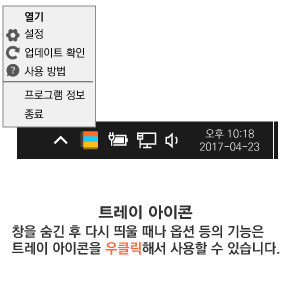 열기
설정
업데이트 확인
? 사용 방법
프로그램 정보
종료
오후 10:18
2017-04-23
트레이 아이콘
창을 숨긴 후 다시 띄울 때나 옵션 등의 기능은
트레이 아이콘을 우클릭해서 사용할 수 있습니다.